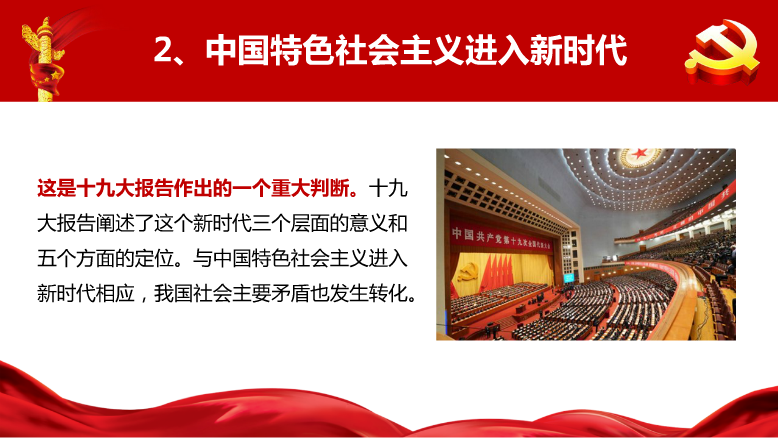 2、中国特色社会主义进入新时代
这是十九大报告作出的一个重大判断。十九
大报告阐述了这个新时代三个层面的意义和
五个方面的定位。与中国特色社会主义进入
新时代相应，我国社会主要矛盾也发生转化。
中国共产党第十九次全国代表大会